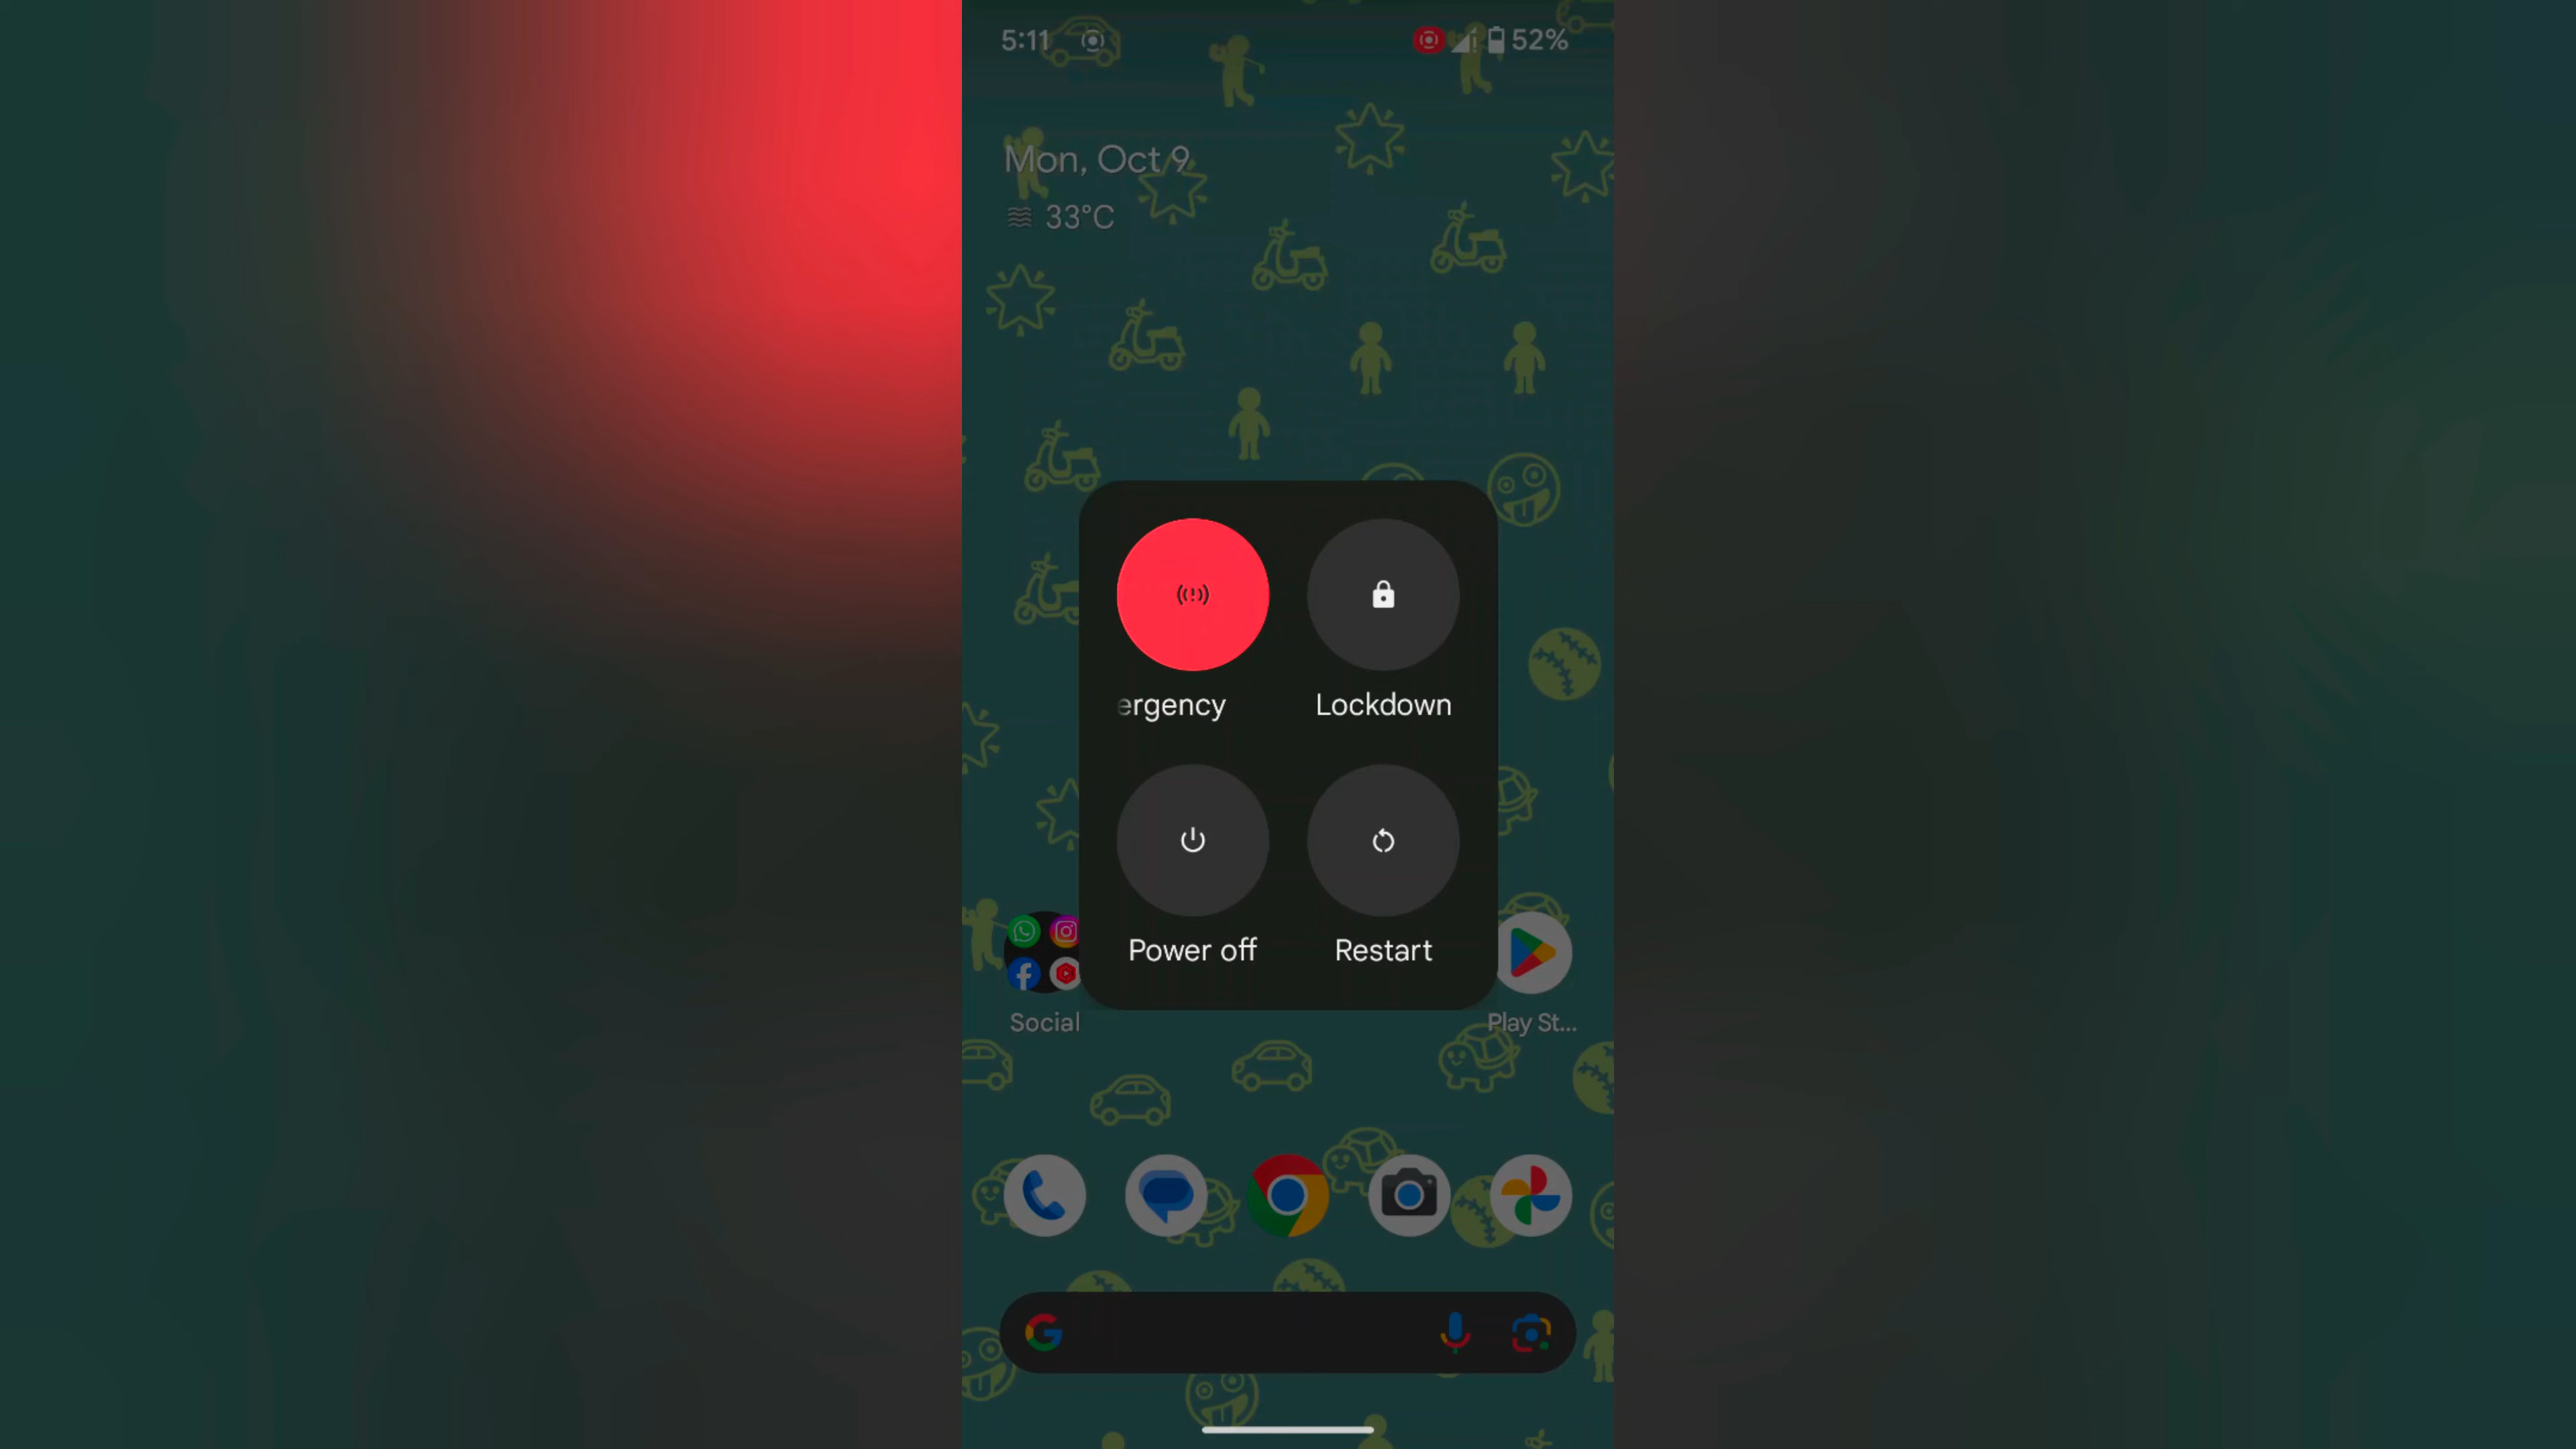 5:11 52%
Mon, Oct 9
33°C
ergency
Lockdown
Power off
Restart
Social
Play St...